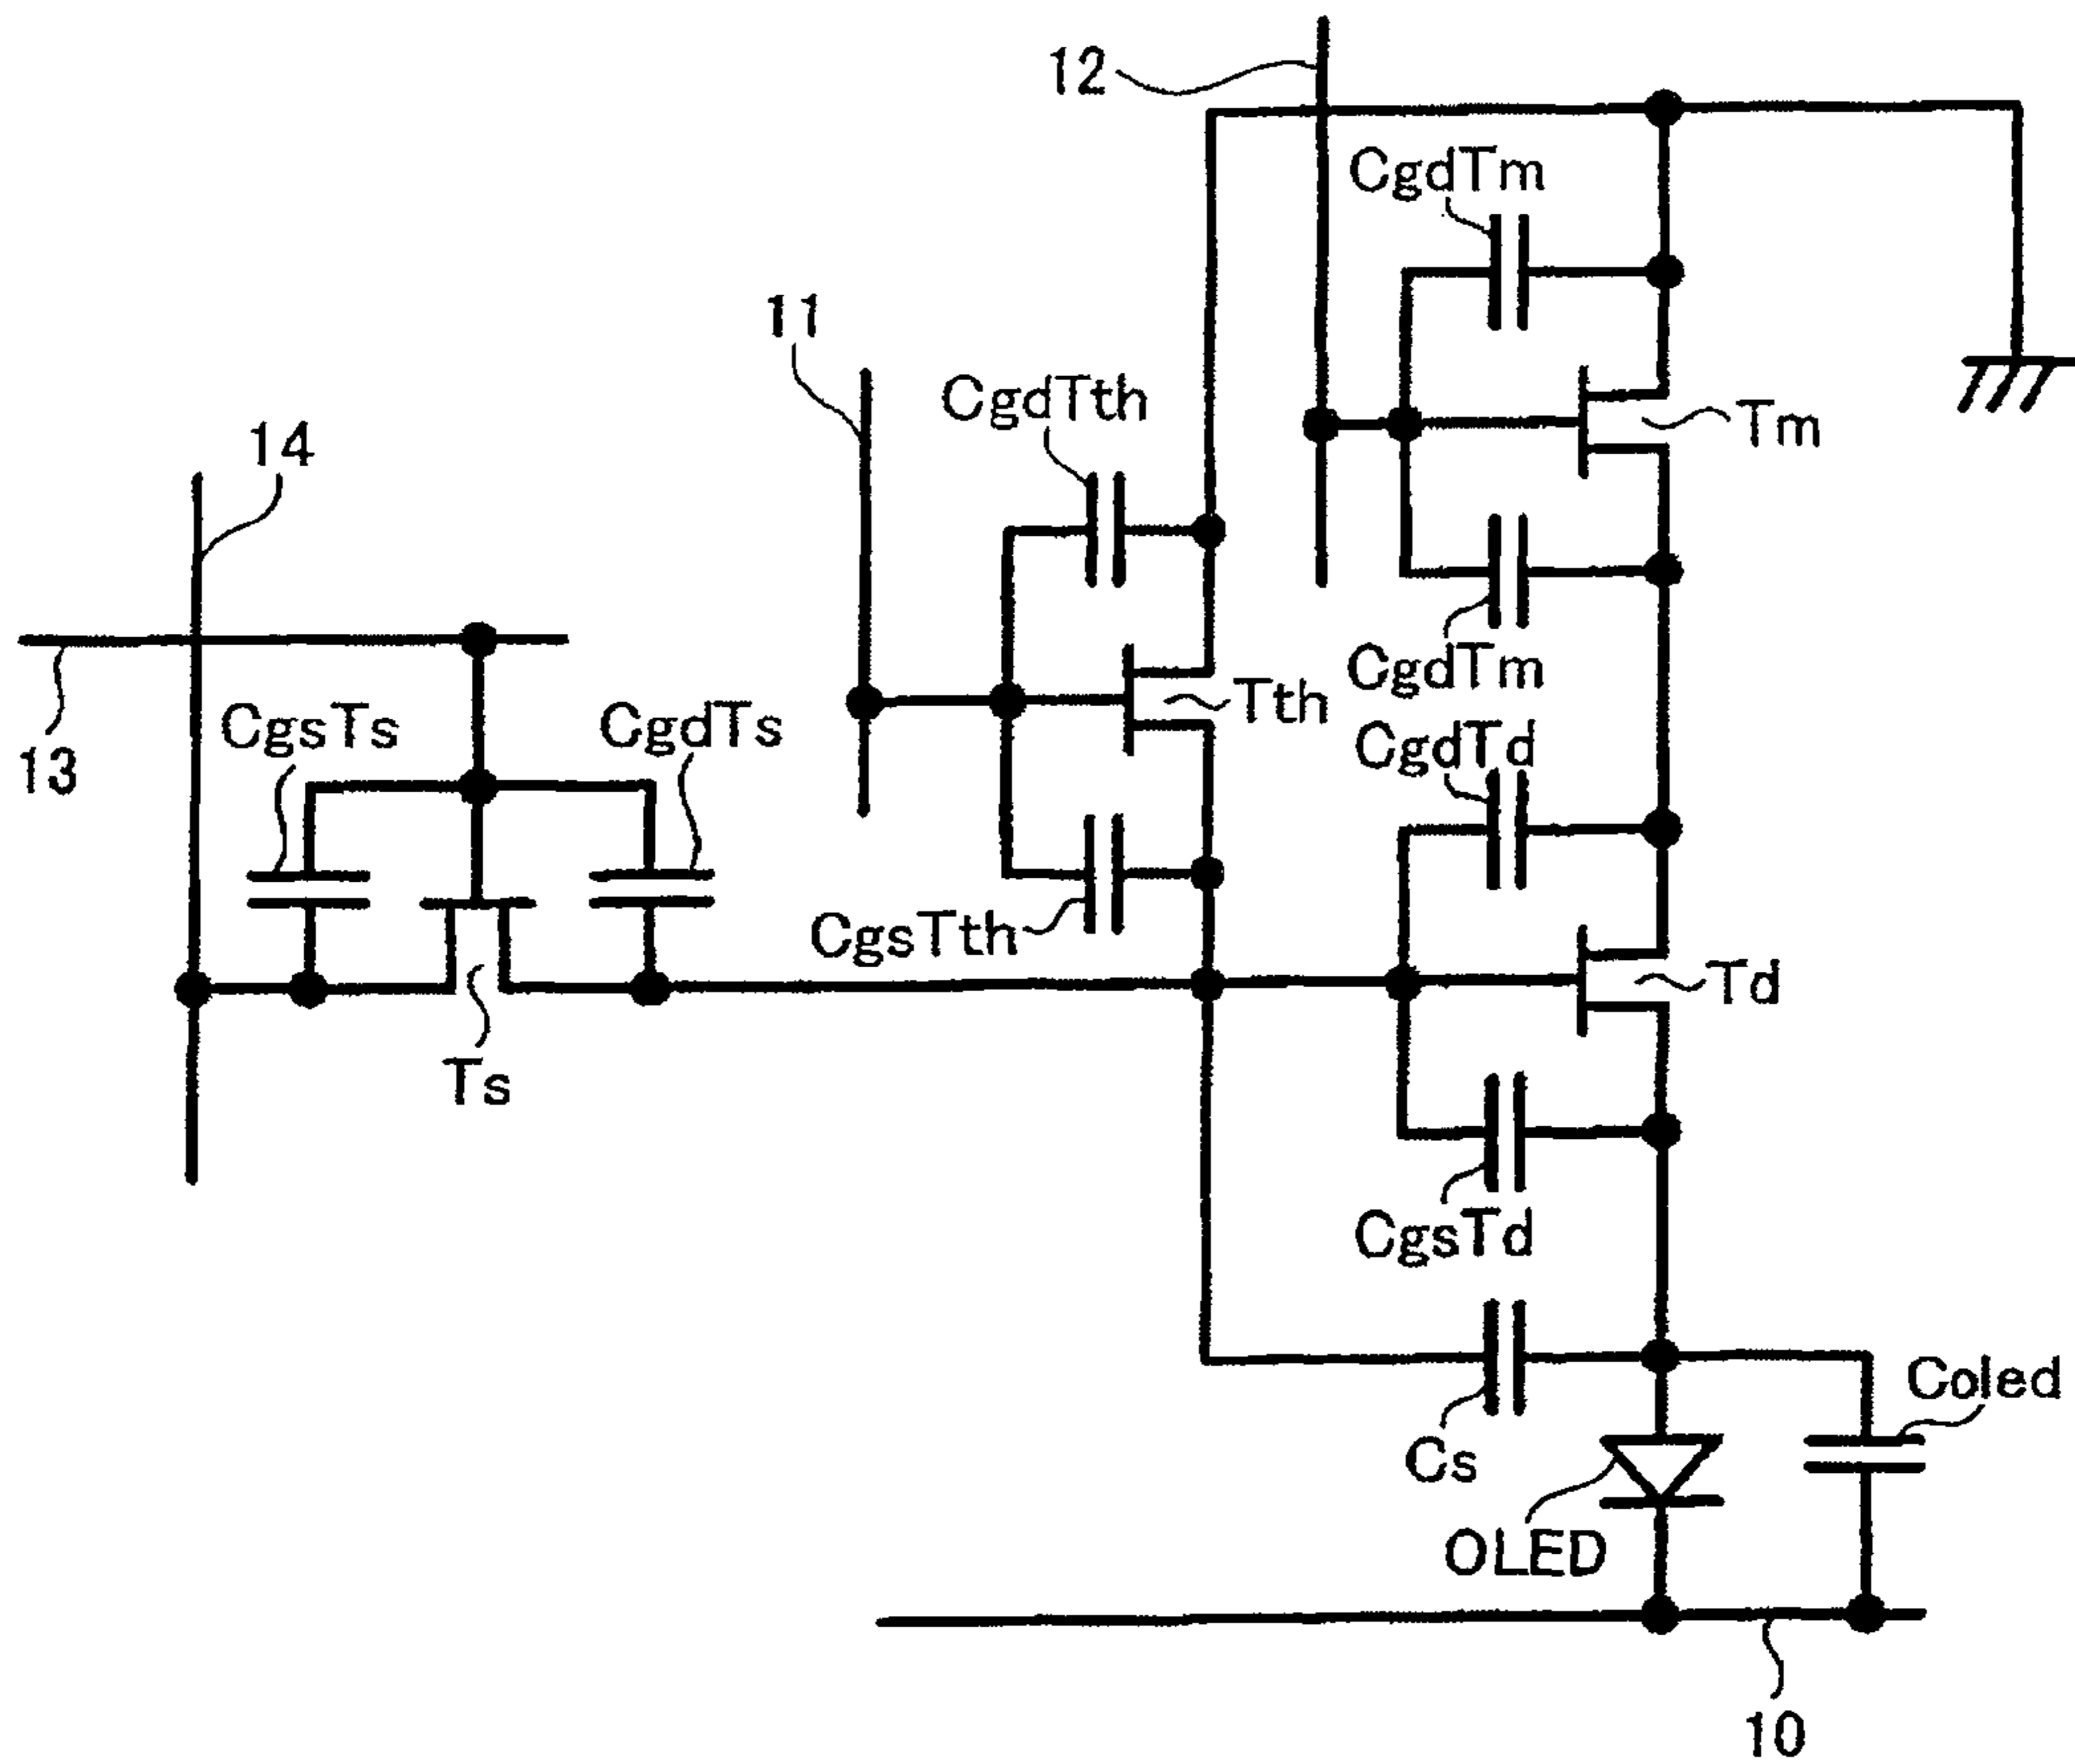 12
CgdTm
11
CgdTth
14
Tm
CgdTm
Tth
CgsTs
CgdTs
CgdTd
13
CgsTth
Td
Ts
CgsTd
Coled
Cs
OLED
10